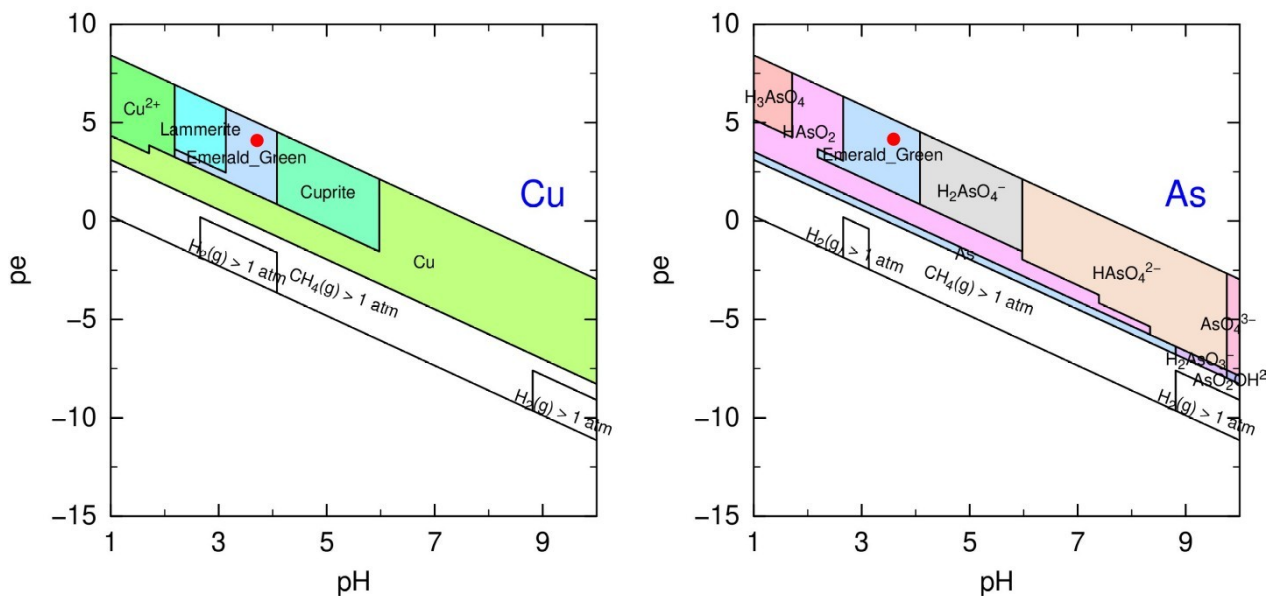 10
5
0
−5
−10
−15
pe
1
3
5
7
9
pH
Cu
Cu²⁺
Lammerite
Emerald_Green
Cuprite
Cu
H₂(g) > 1 atm
CH₄(g) > 1 atm
H₂(g) > 1 atm
10
5
0
−5
−10
−15
pe
1
3
5
7
9
pH
As
H₃AsO₄
HAsO₂
Emerald_Green
H₂AsO₄⁻
HAsO₄²⁻
As
AsO₄³⁻
H₂AsO₃⁻
AsO₂OH²
H₂(g) > 1 atm
CH₄(g) > 1 atm
H₂(g) > 1 atm